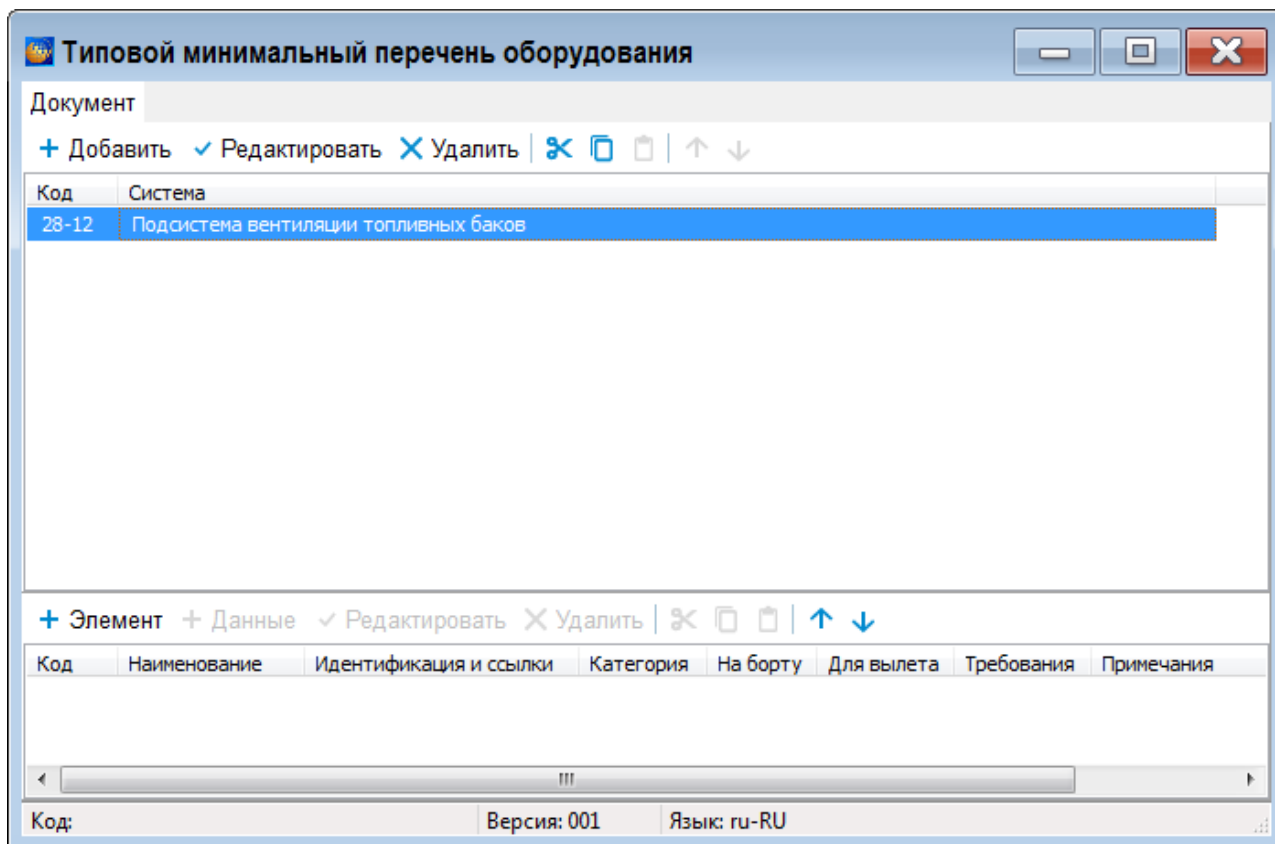 Типовой минимальный перечень оборудования
Документ
Добавить Редактировать Удалить
Код Система
28-12 Подсистема вентиляции топливных баков
Элемент Данные Редактировать Удалить
Код Наименование Идентификация и ссылки Категория На борту Для вылета Требования Примечания
Код: Версия: 001 Язык: ru-RU